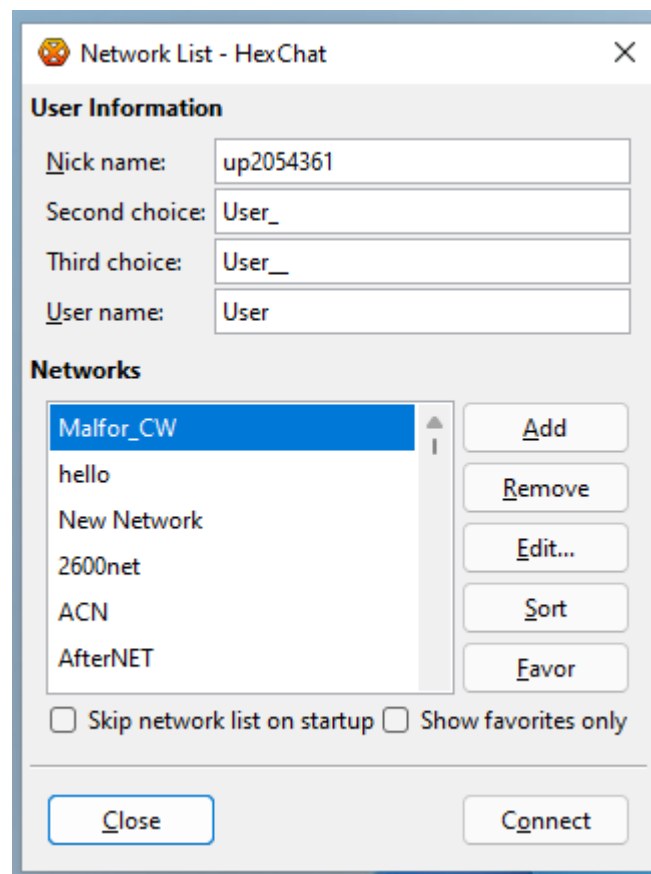 Network List - HexChat
User Information
Nick name: up2054361
Second choice: User_
Third choice: User__
User name: User
Networks
Malfor_CW
hello
New Network
2600net
ACN
AfterNET
Add
Remove
Edit...
Sort
Favor
Skip network list on startup Show favorites only
Close Connect